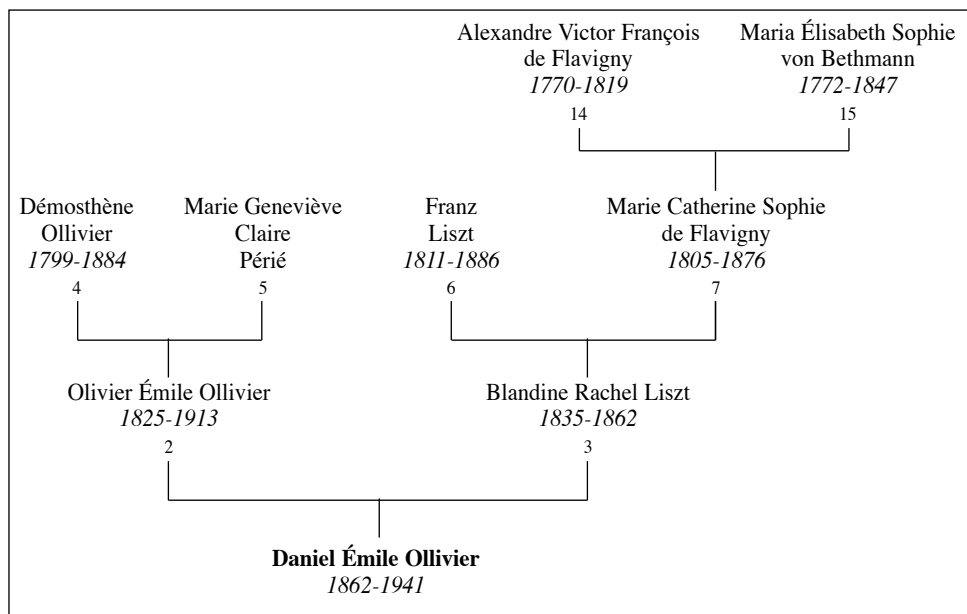 Alexandre Victor François
de Flavigny
1770-1819
14
Maria Élisabeth Sophie
von Bethmann
1772-1847
15
Démosthène
Ollivier
1799-1884
4
Marie Geneviève
Claire
Périé
5
Franz
Liszt
1811-1886
6
Marie Catherine Sophie
de Flavigny
1805-1876
7
Olivier Émile Ollivier
1825-1913
2
Blandine Rachel Liszt
1835-1862
3
Daniel Émile Ollivier
1862-1941